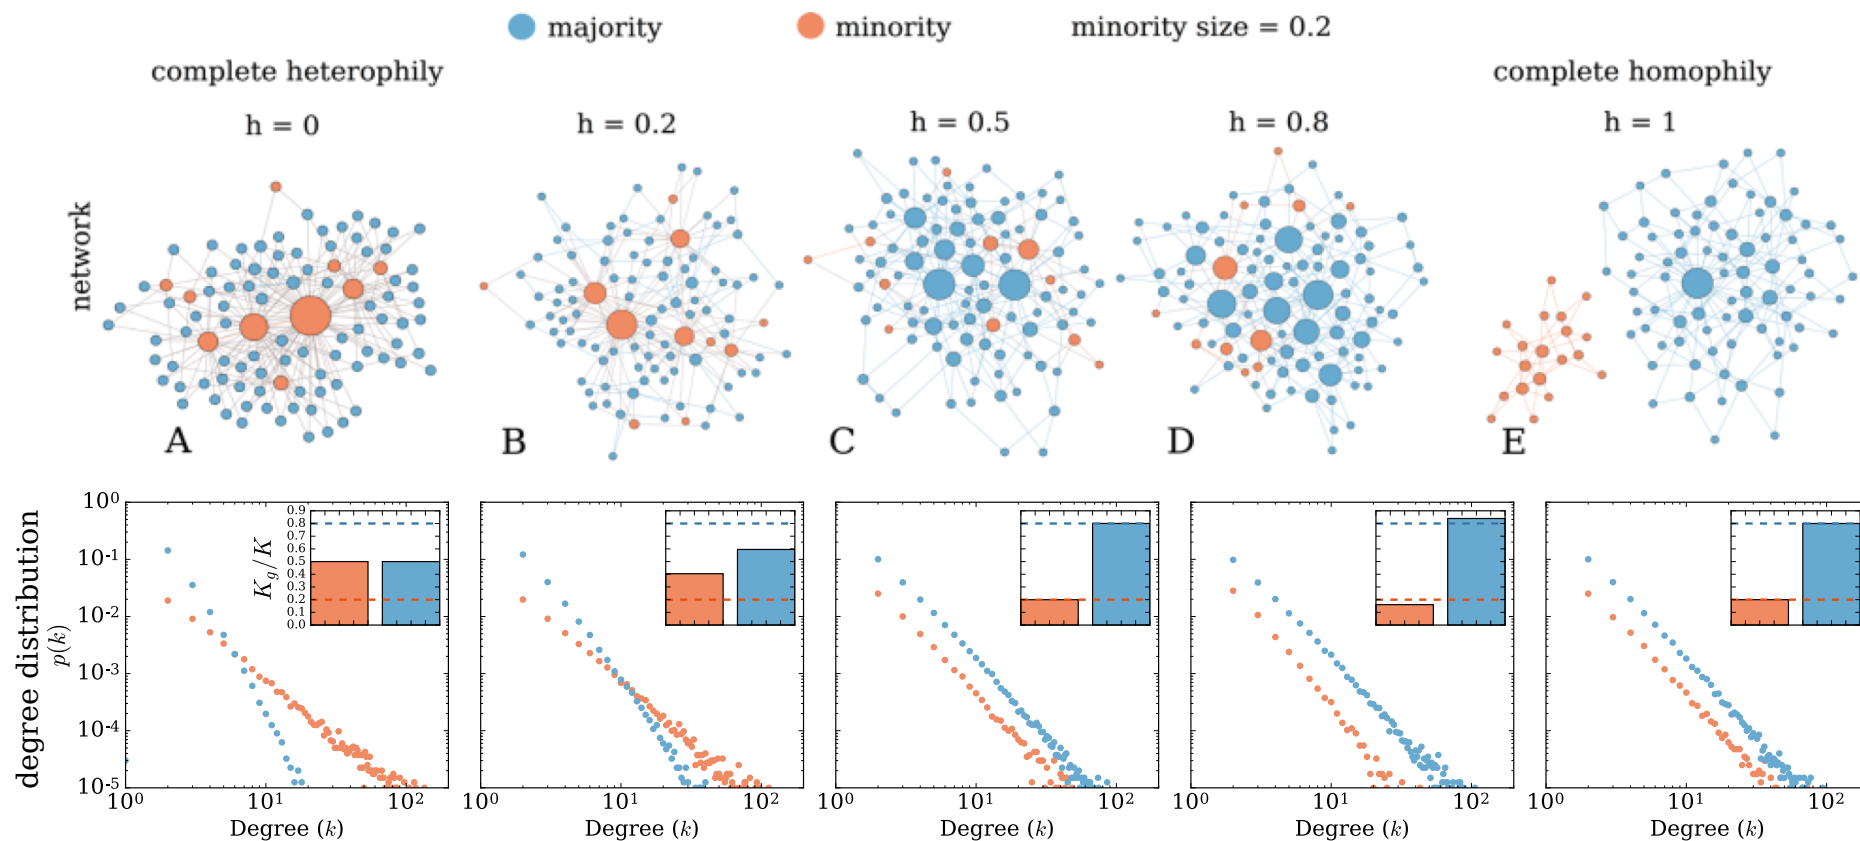 majority minority minority size = 0.2
complete heterophily complete homophily
h = 0 h = 0.2 h = 0.5 h = 0.8 h = 1
network
A B C D E
degree distribution
p(k)
10⁰
10⁻¹
10⁻²
10⁻³
10⁻⁴
10⁻⁵
K_g/K
0.9
0.8
0.7
0.6
0.5
0.4
0.3
0.2
0.1
0.0
10⁰ 10¹ 10² 10⁰ 10¹ 10² 10⁰ 10¹ 10² 10⁰ 10¹ 10² 10⁰ 10¹ 10²
Degree (k) Degree (k) Degree (k) Degree (k) Degree (k)